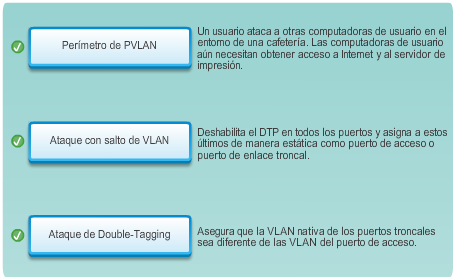 Perímetro de PVLAN
Un usuario ataca a otras computadoras de usuario en el
entorno de una cafetería. Las computadoras de usuario
aún necesitan obtener acceso a Internet y al servidor de
impresión.
Ataque con salto de VLAN
Deshabilita el DTP en todos los puertos y asigna a estos
últimos de manera estática como puerto de acceso o
puerto de enlace troncal.
Ataque de Double-Tagging
Asegura que la VLAN nativa de los puertos troncales
sea diferente de las VLAN del puerto de acceso.